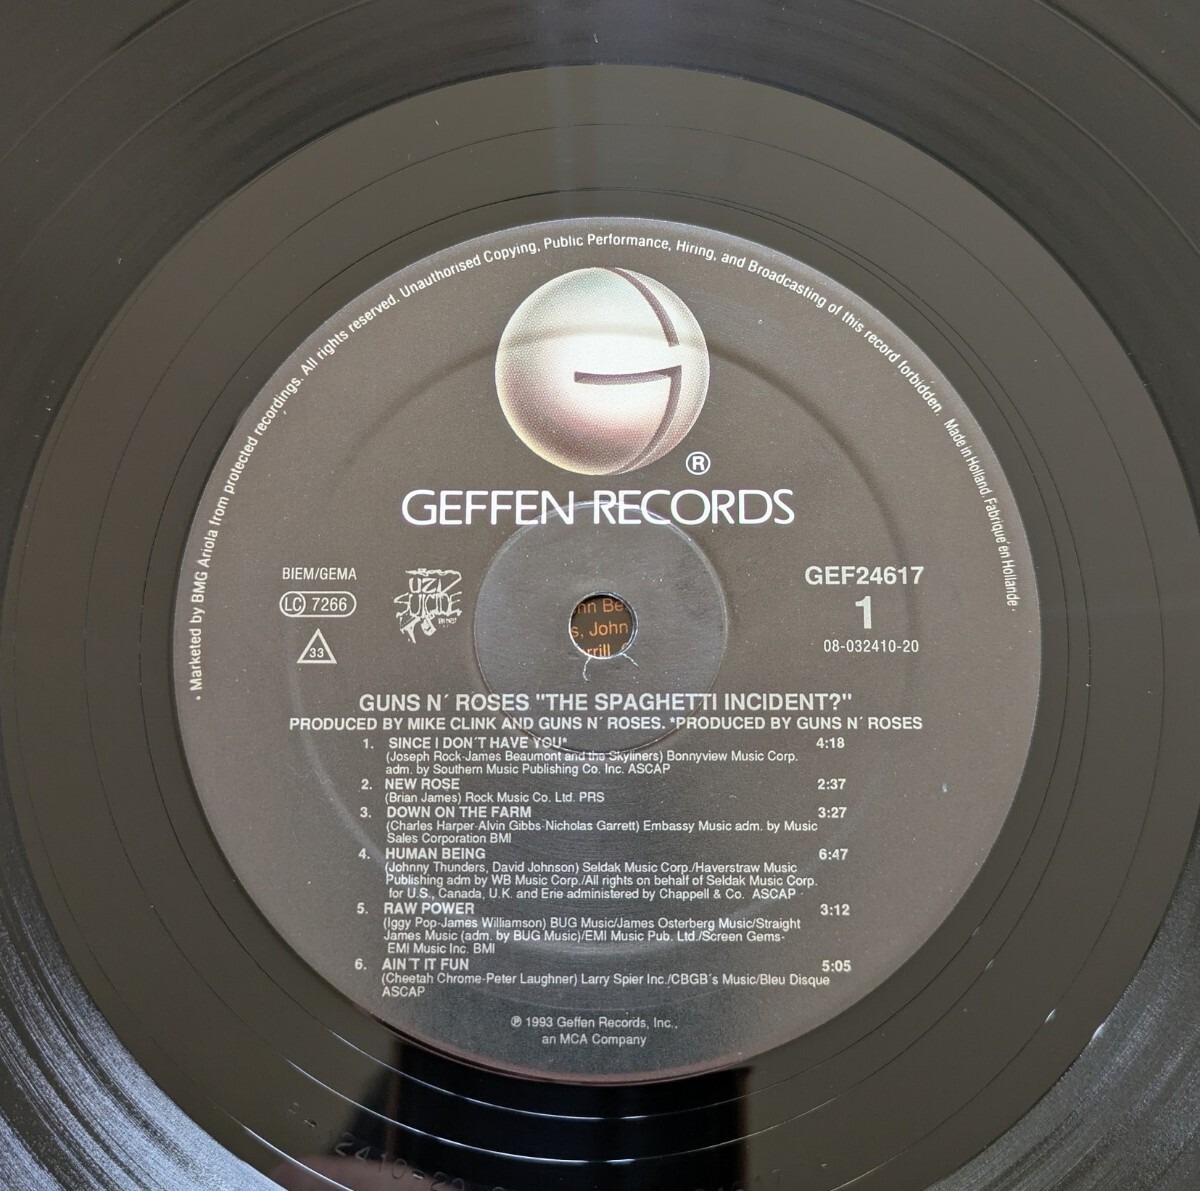 • Marketed by BMG Ariola from protected recordings. All rights reserved. Unauthorised Copying, Public Performance, Hiring, and Broadcasting of this record forbidden. Made in Holland. Fabriqué en Hollande.
®
GEFFEN RECORDS
BIEM/GEMA
LC 7266
33
UZI
SUICIDE
GEF24617
1
08-032410-20
hn Be
s, John
rrill
GUNS N´ ROSES "THE SPAGHETTI INCIDENT?"
PRODUCED BY MIKE CLINK AND GUNS N´ ROSES. *PRODUCED BY GUNS N´ ROSES
1. SINCE I DON´T HAVE YOU* 4:18
(Joseph Rock-James Beaumont and the Skyliners) Bonnyview Music Corp.
adm. by Southern Music Publishing Co. Inc. ASCAP
2. NEW ROSE 2:37
(Brian James) Rock Music Co. Ltd. PRS
3. DOWN ON THE FARM 3:27
(Charles Harper-Alvin Gibbs-Nicholas Garrett) Embassy Music adm. by Music
Sales Corporation BMI
4. HUMAN BEING 6:47
(Johnny Thunders, David Johnson) Seldak Music Corp./Haverstraw Music
Publishing adm by WB Music Corp./All rights on behalf of Seldak Music Corp.
for U.S., Canada, U.K. and Erie administered by Chappell & Co. ASCAP
5. RAW POWER 3:12
(Iggy Pop-James Williamson) BUG Music/James Osterberg Music/Straight
James Music (adm. by BUG Music)/EMI Music Pub. Ltd./Screen Gems-
EMI Music Inc. BMI
6. AIN´T IT FUN 5:05
(Cheetah Chrome-Peter Laughner) Larry Spier Inc./CBGB´s Music/Bleu Disque
ASCAP
℗ 1993 Geffen Records, Inc.,
an MCA Company
2410-20